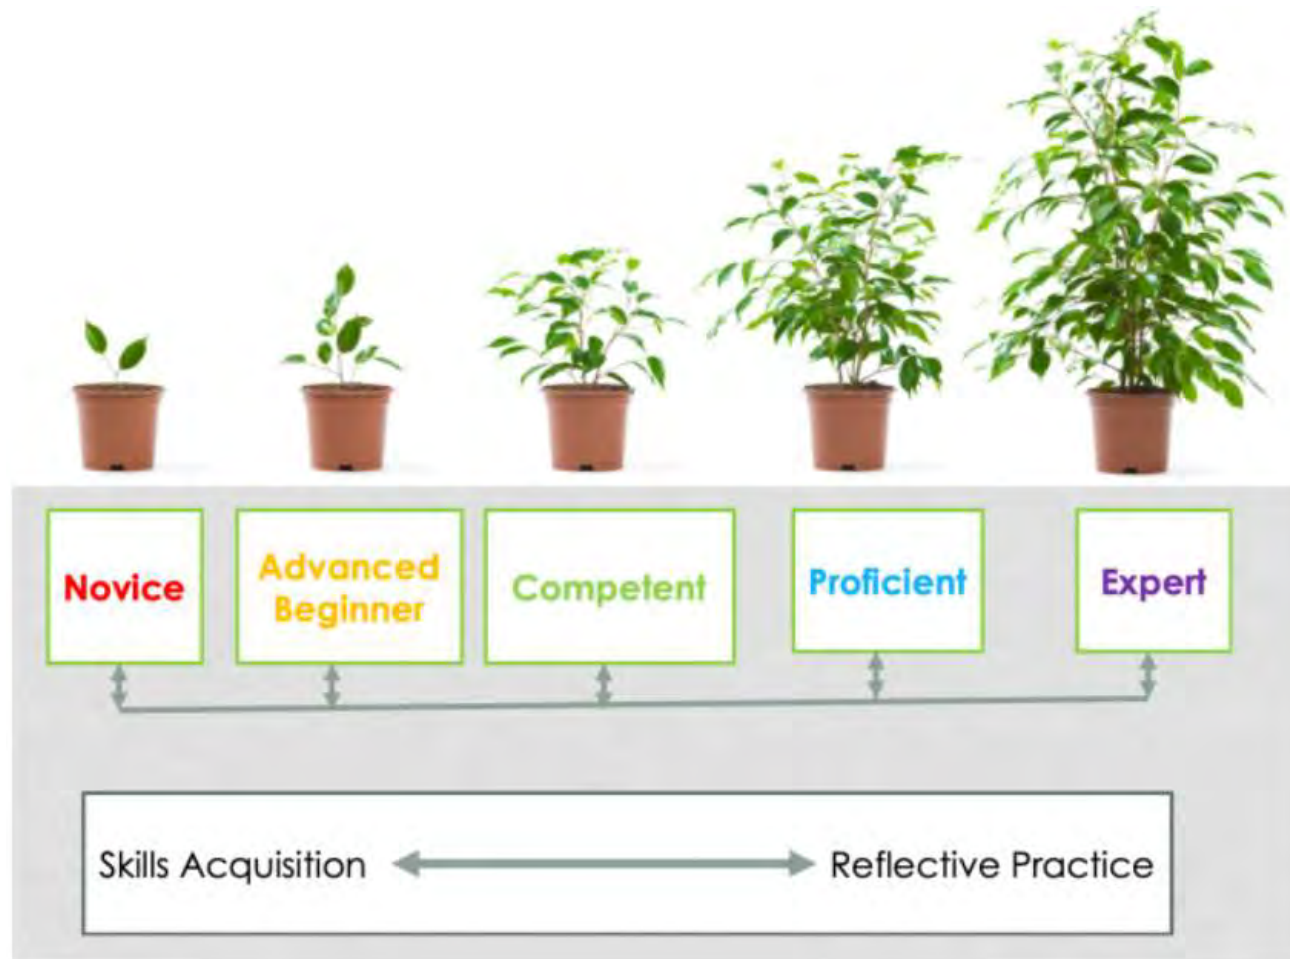 Novice
Advanced
Beginner
Competent
Proficient
Expert
Skills Acquisition
Reflective Practice